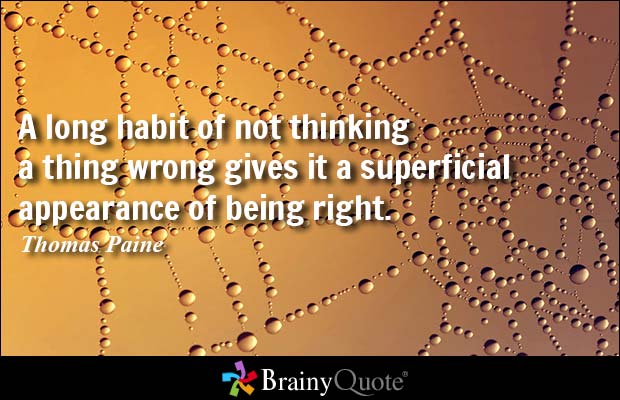 A long habit of not thinking
a thing wrong gives it a superficial
appearance of being right.
Thomas Paine
BrainyQuote®